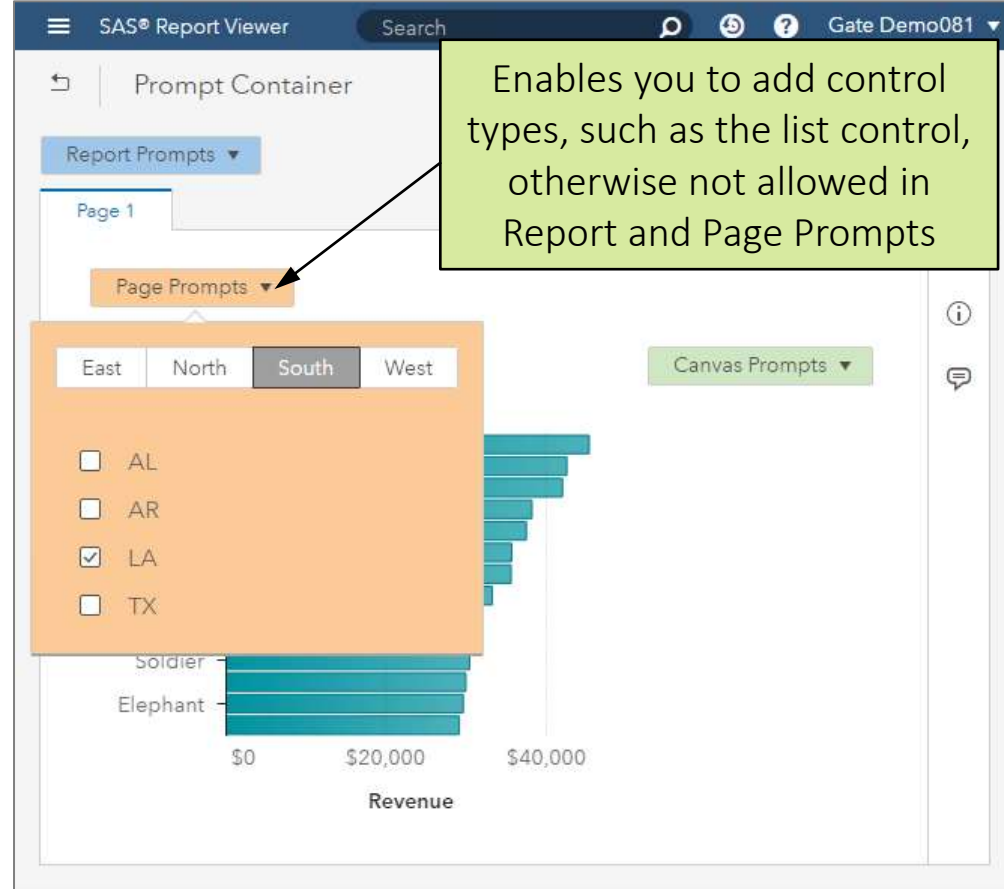 SAS® Report Viewer
Search
Gate Demo081
Prompt Container
Enables you to add control
types, such as the list control,
otherwise not allowed in
Report and Page Prompts
Report Prompts
Page 1
Page Prompts
East North South West
Canvas Prompts
AL
AR
LA
TX
Soldier
Elephant
$0 $20,000 $40,000
Revenue